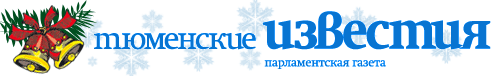 тюменские известия
парламентская газета